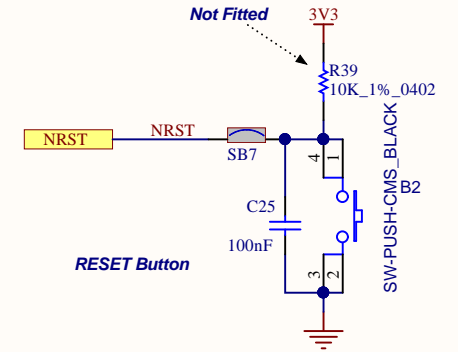 Not Fitted
3V3
R39
10K_1%_0402
NRST
NRST
SB7
4
1
SW-PUSH-CMS_BLACK
B2
C25
100nF
RESET Button
3
2